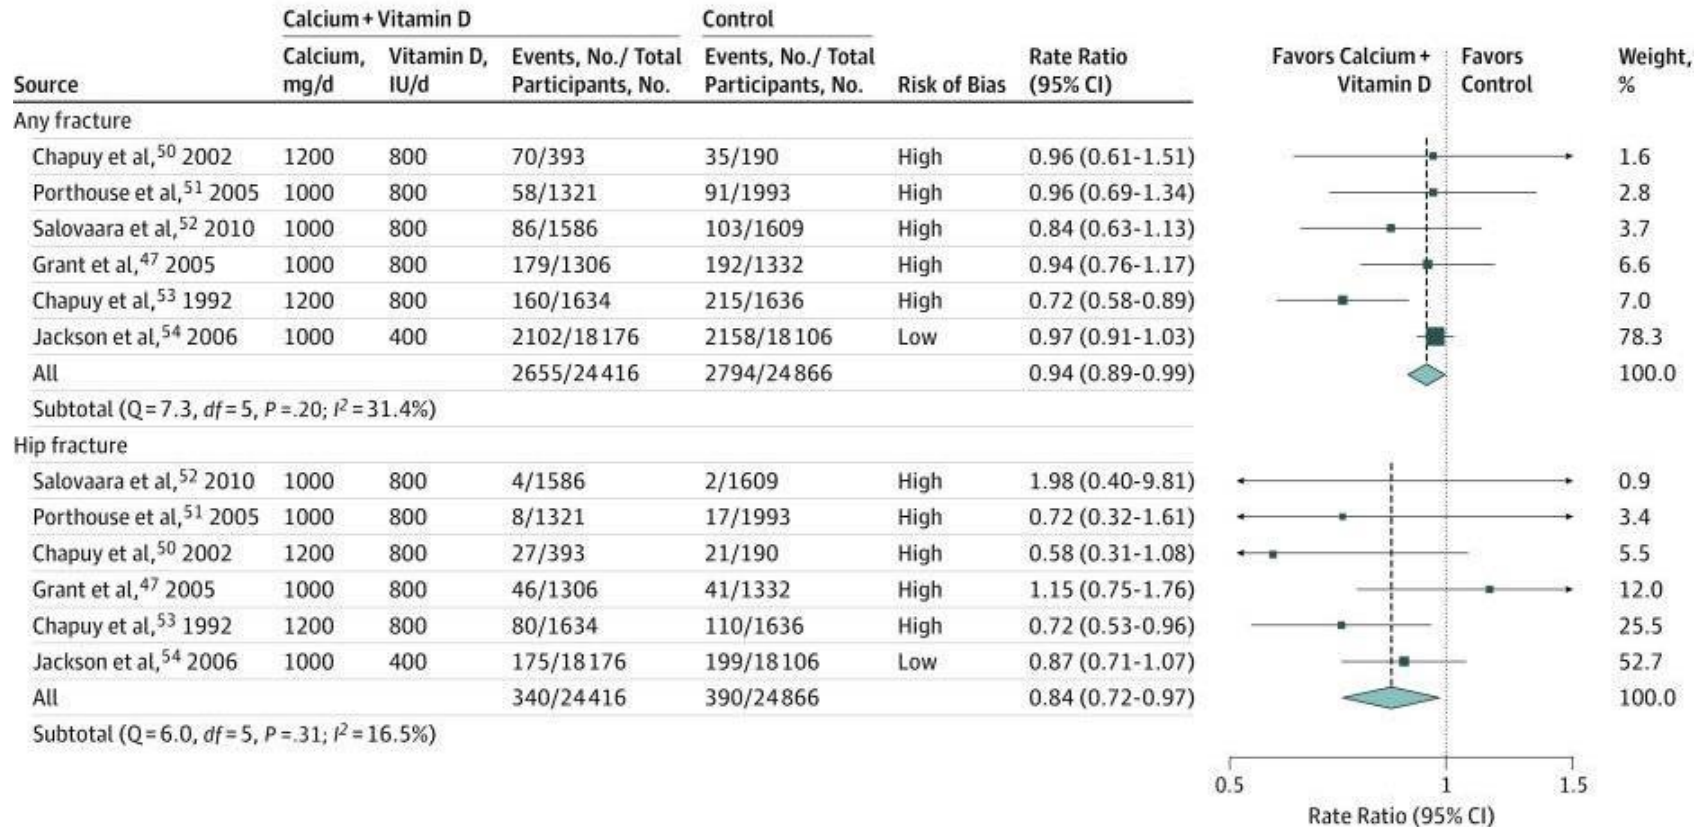 Calcium + Vitamin D Control
Calcium, Vitamin D, Events, No./ Total Events, No./ Total Rate Ratio Favors Calcium + Favors Weight,
Source mg/d IU/d Participants, No. Participants, No. Risk of Bias (95% CI) Vitamin D Control %
Any fracture
Chapuy et al,50 2002 1200 800 70/393 35/190 High 0.96 (0.61-1.51) 1.6
Porthouse et al,51 2005 1000 800 58/1321 91/1993 High 0.96 (0.69-1.34) 2.8
Salovaara et al,52 2010 1000 800 86/1586 103/1609 High 0.84 (0.63-1.13) 3.7
Grant et al,47 2005 1000 800 179/1306 192/1332 High 0.94 (0.76-1.17) 6.6
Chapuy et al,53 1992 1200 800 160/1634 215/1636 High 0.72 (0.58-0.89) 7.0
Jackson et al,54 2006 1000 400 2102/18 176 2158/18 106 Low 0.97 (0.91-1.03) 78.3
All 2655/24 416 2794/24 866 0.94 (0.89-0.99) 100.0
Subtotal (Q = 7.3, df = 5, P = .20; I² = 31.4%)
Hip fracture
Salovaara et al,52 2010 1000 800 4/1586 2/1609 High 1.98 (0.40-9.81) 0.9
Porthouse et al,51 2005 1000 800 8/1321 17/1993 High 0.72 (0.32-1.61) 3.4
Chapuy et al,50 2002 1200 800 27/393 21/190 High 0.58 (0.31-1.08) 5.5
Grant et al,47 2005 1000 800 46/1306 41/1332 High 1.15 (0.75-1.76) 12.0
Chapuy et al,53 1992 1200 800 80/1634 110/1636 High 0.72 (0.53-0.96) 25.5
Jackson et al,54 2006 1000 400 175/18 176 199/18 106 Low 0.87 (0.71-1.07) 52.7
All 340/24 416 390/24 866 0.84 (0.72-0.97) 100.0
Subtotal (Q = 6.0, df = 5, P = .31; I² = 16.5%)
0.5 1 1.5
Rate Ratio (95% CI)